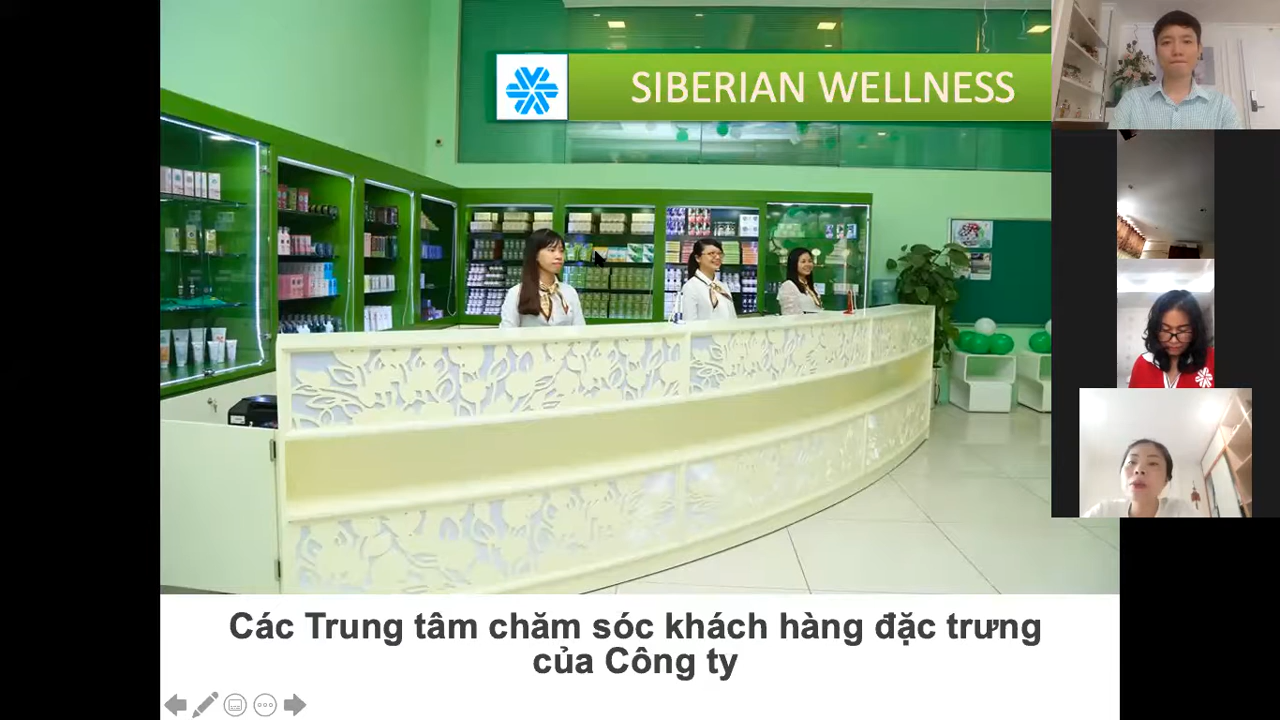 SIBERIAN WELLNESS
Các Trung tâm chăm sóc khách hàng đặc trưng
của Công ty